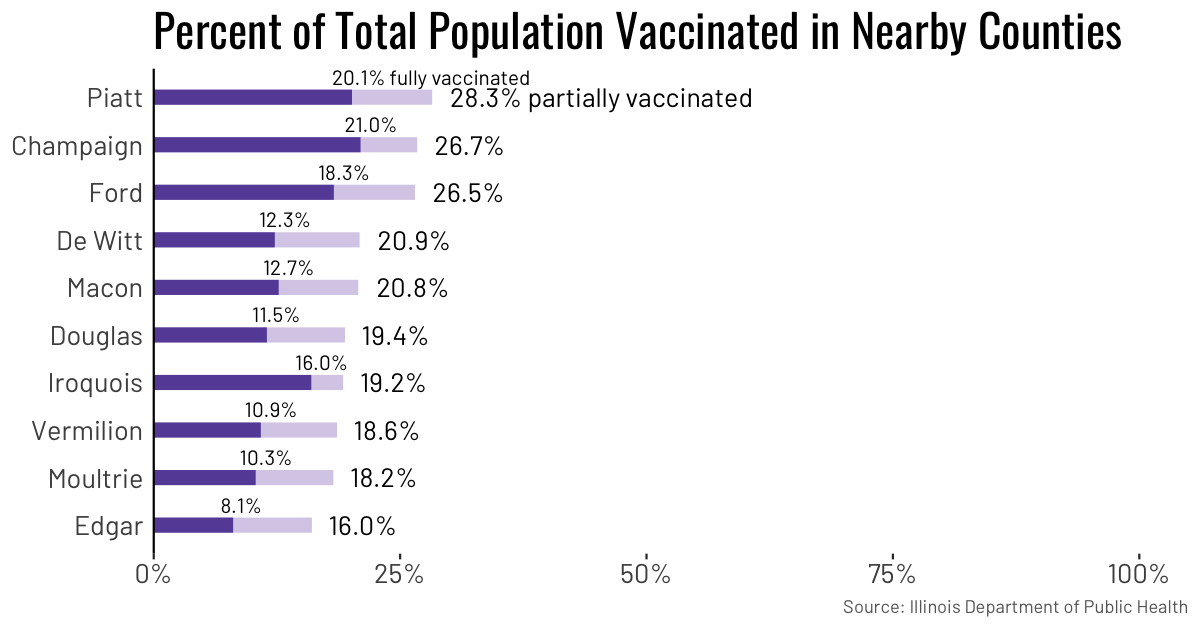 Percent of Total Population Vaccinated in Nearby Counties
20.1% fully vaccinated
Piatt 28.3% partially vaccinated
21.0%
Champaign 26.7%
18.3%
Ford 26.5%
12.3%
De Witt 20.9%
12.7%
Macon 20.8%
11.5%
Douglas 19.4%
16.0%
Iroquois 19.2%
10.9%
Vermilion 18.6%
10.3%
Moultrie 18.2%
8.1%
Edgar 16.0%
0% 25% 50% 75% 100%
Source: Illinois Department of Public Health